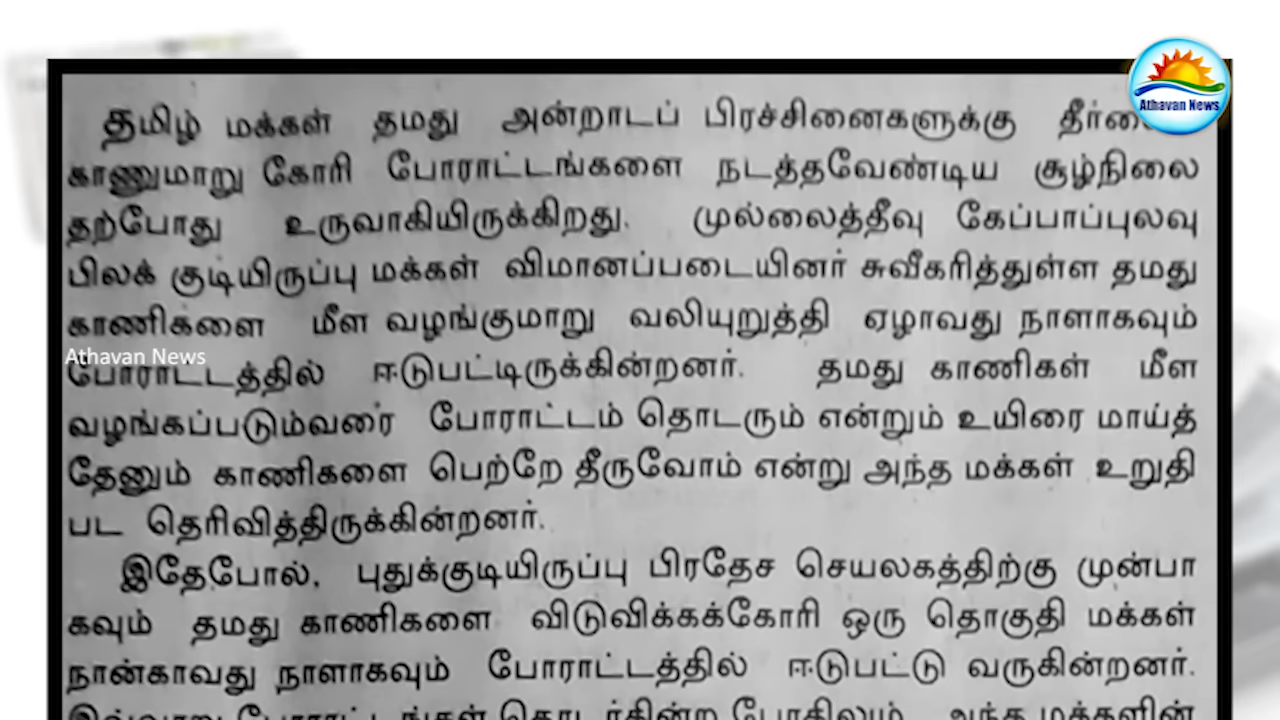 Athavan News
தமிழ் மக்கள் தமது அன்றாடப் பிரச்சினைகளுக்கு
காணுமாறு கோரி போராட்டங்களை நடத்தவேண்டிய சூழ்நிலை
தற்போது உருவாகியிருக்கிறது. முல்லைத்தீவு கேப்பாப்புலவு
பிலக் குடியிருப்பு மக்கள் விமானப்படையினர் சுவீகரித்துள்ள தமது
காணிகளை மீள வழங்குமாறு வலியுறுத்தி ஏழாவது நாளாகவும்
Athavan News
போராட்டத்தில் ஈடுபட்டிருக்கின்றனர். தமது காணிகள் மீள
வழங்கப்படும்வரை போராட்டம் தொடரும் என்றும் உயிரை மாய்த்
தேனும் காணிகளை பெற்றே தீருவோம் என்று அந்த மக்கள் உறுதி
பட தெரிவித்திருக்கின்றனர்.
இதேபோல், புதுக்குடியிருப்பு பிரதேச செயலகத்திற்கு முன்பா
கவும் தமது காணிகளை விடுவிக்கக்கோரி ஒரு தொகுதி மக்கள்
நான்காவது நாளாகவும் போராட்டத்தில் ஈடுபட்டு வருகின்றனர்.